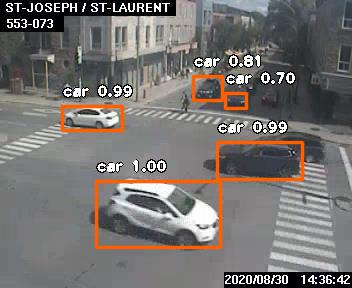 ST-JOSEPH / ST-LAURENT
553-073
car 0.81
car 0.70
car 0.99
car 0.99
car 1.00
2020/08/30 14:36:42